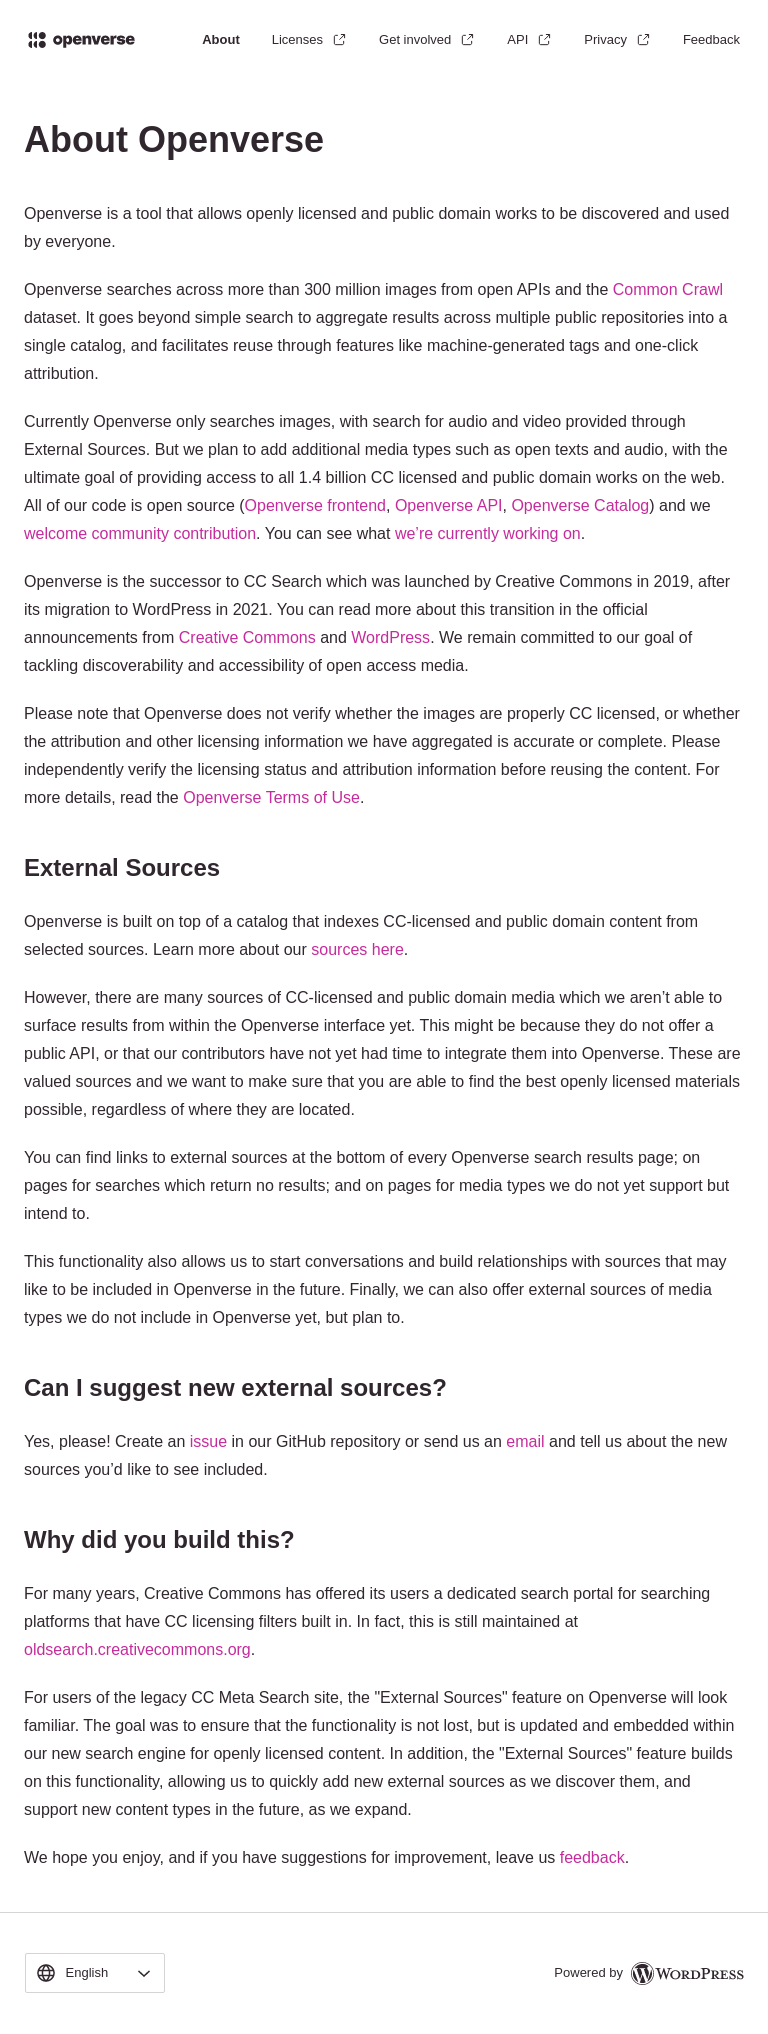 openverse
About Licenses Get involved API Privacy Feedback
About Openverse
Openverse is a tool that allows openly licensed and public domain works to be discovered and used
by everyone.
Openverse searches across more than 300 million images from open APIs and the Common Crawl
dataset. It goes beyond simple search to aggregate results across multiple public repositories into a
single catalog, and facilitates reuse through features like machine-generated tags and one-click
attribution.
Currently Openverse only searches images, with search for audio and video provided through
External Sources. But we plan to add additional media types such as open texts and audio, with the
ultimate goal of providing access to all 1.4 billion CC licensed and public domain works on the web.
All of our code is open source (Openverse frontend, Openverse API, Openverse Catalog) and we
welcome community contribution. You can see what we’re currently working on.
Openverse is the successor to CC Search which was launched by Creative Commons in 2019, after
its migration to WordPress in 2021. You can read more about this transition in the official
announcements from Creative Commons and WordPress. We remain committed to our goal of
tackling discoverability and accessibility of open access media.
Please note that Openverse does not verify whether the images are properly CC licensed, or whether
the attribution and other licensing information we have aggregated is accurate or complete. Please
independently verify the licensing status and attribution information before reusing the content. For
more details, read the Openverse Terms of Use.
External Sources
Openverse is built on top of a catalog that indexes CC-licensed and public domain content from
selected sources. Learn more about our sources here.
However, there are many sources of CC-licensed and public domain media which we aren’t able to
surface results from within the Openverse interface yet. This might be because they do not offer a
public API, or that our contributors have not yet had time to integrate them into Openverse. These are
valued sources and we want to make sure that you are able to find the best openly licensed materials
possible, regardless of where they are located.
You can find links to external sources at the bottom of every Openverse search results page; on
pages for searches which return no results; and on pages for media types we do not yet support but
intend to.
This functionality also allows us to start conversations and build relationships with sources that may
like to be included in Openverse in the future. Finally, we can also offer external sources of media
types we do not include in Openverse yet, but plan to.
Can I suggest new external sources?
Yes, please! Create an issue in our GitHub repository or send us an email and tell us about the new
sources you’d like to see included.
Why did you build this?
For many years, Creative Commons has offered its users a dedicated search portal for searching
platforms that have CC licensing filters built in. In fact, this is still maintained at
oldsearch.creativecommons.org.
For users of the legacy CC Meta Search site, the "External Sources" feature on Openverse will look
familiar. The goal was to ensure that the functionality is not lost, but is updated and embedded within
our new search engine for openly licensed content. In addition, the "External Sources" feature builds
on this functionality, allowing us to quickly add new external sources as we discover them, and
support new content types in the future, as we expand.
We hope you enjoy, and if you have suggestions for improvement, leave us feedback.
English
Powered by WordPress